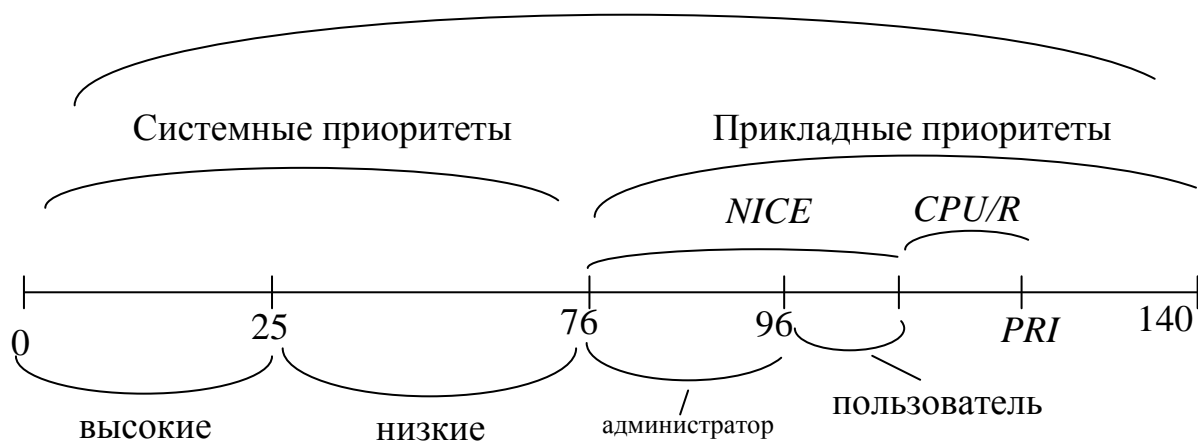 Системные приоритеты
Прикладные приоритеты
NICE
CPU/R
0
25
76
96
PRI
140
высокие
низкие
администратор
пользователь